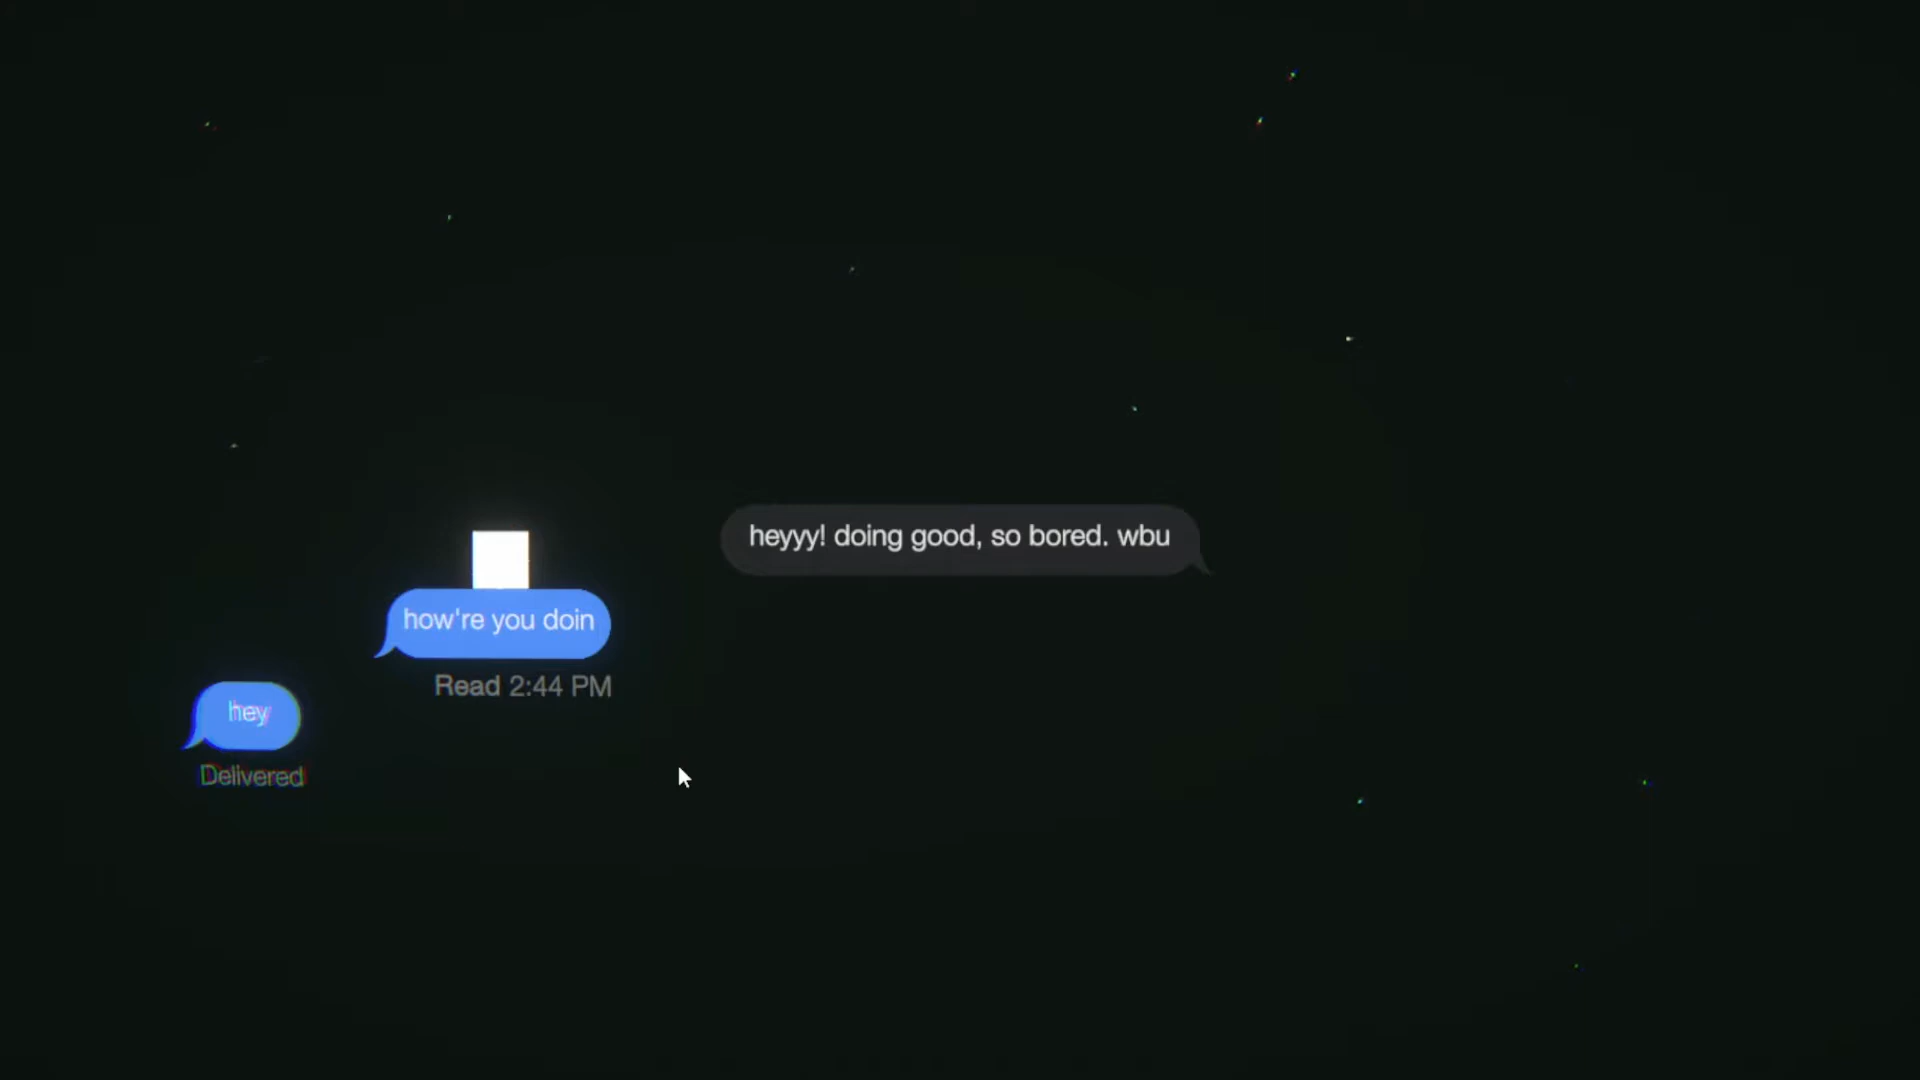 hey
Delivered
how're you doin
Read 2:44 PM
heyyy! doing good, so bored. wbu